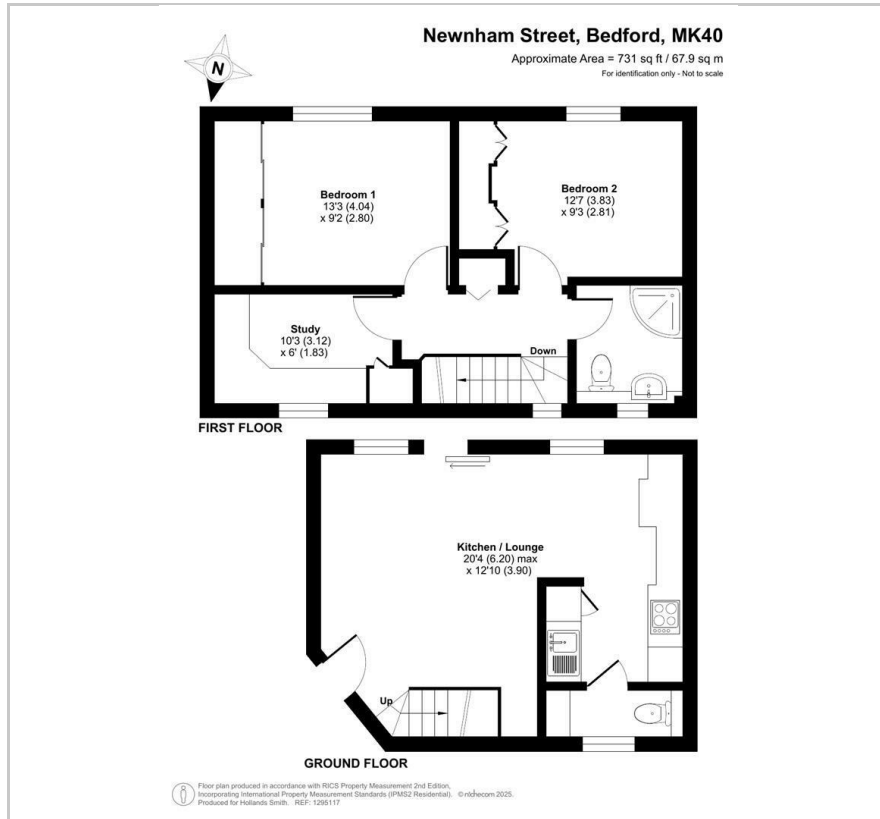 Newnham Street, Bedford, MK40
Approximate Area = 731 sq ft / 67.9 sq m
For identification only - Not to scale
N
Bedroom 1
13'3 (4.04)
x 9'2 (2.80)
Bedroom 2
12'7 (3.83)
x 9'3 (2.81)
Study
10'3 (3.12)
x 6' (1.83)
Down
FIRST FLOOR
Kitchen / Lounge
20'4 (6.20) max
x 12'10 (3.90)
Up
GROUND FLOOR
Floor plan produced in accordance with RICS Property Measurement 2nd Edition,
Incorporating International Property Measurement Standards (IPMS2 Residential). © ntchecom 2025.
Produced for Hollands Smith. REF: 1295117